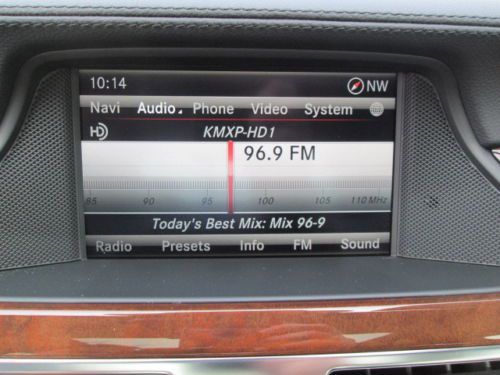 10:14 NW
Navi Audio Phone Video System
HD KMXP-HD1
96.9 FM
85 90 95 100 105 110 MHz
Today's Best Mix: Mix 96-9
Radio Presets Info FM Sound